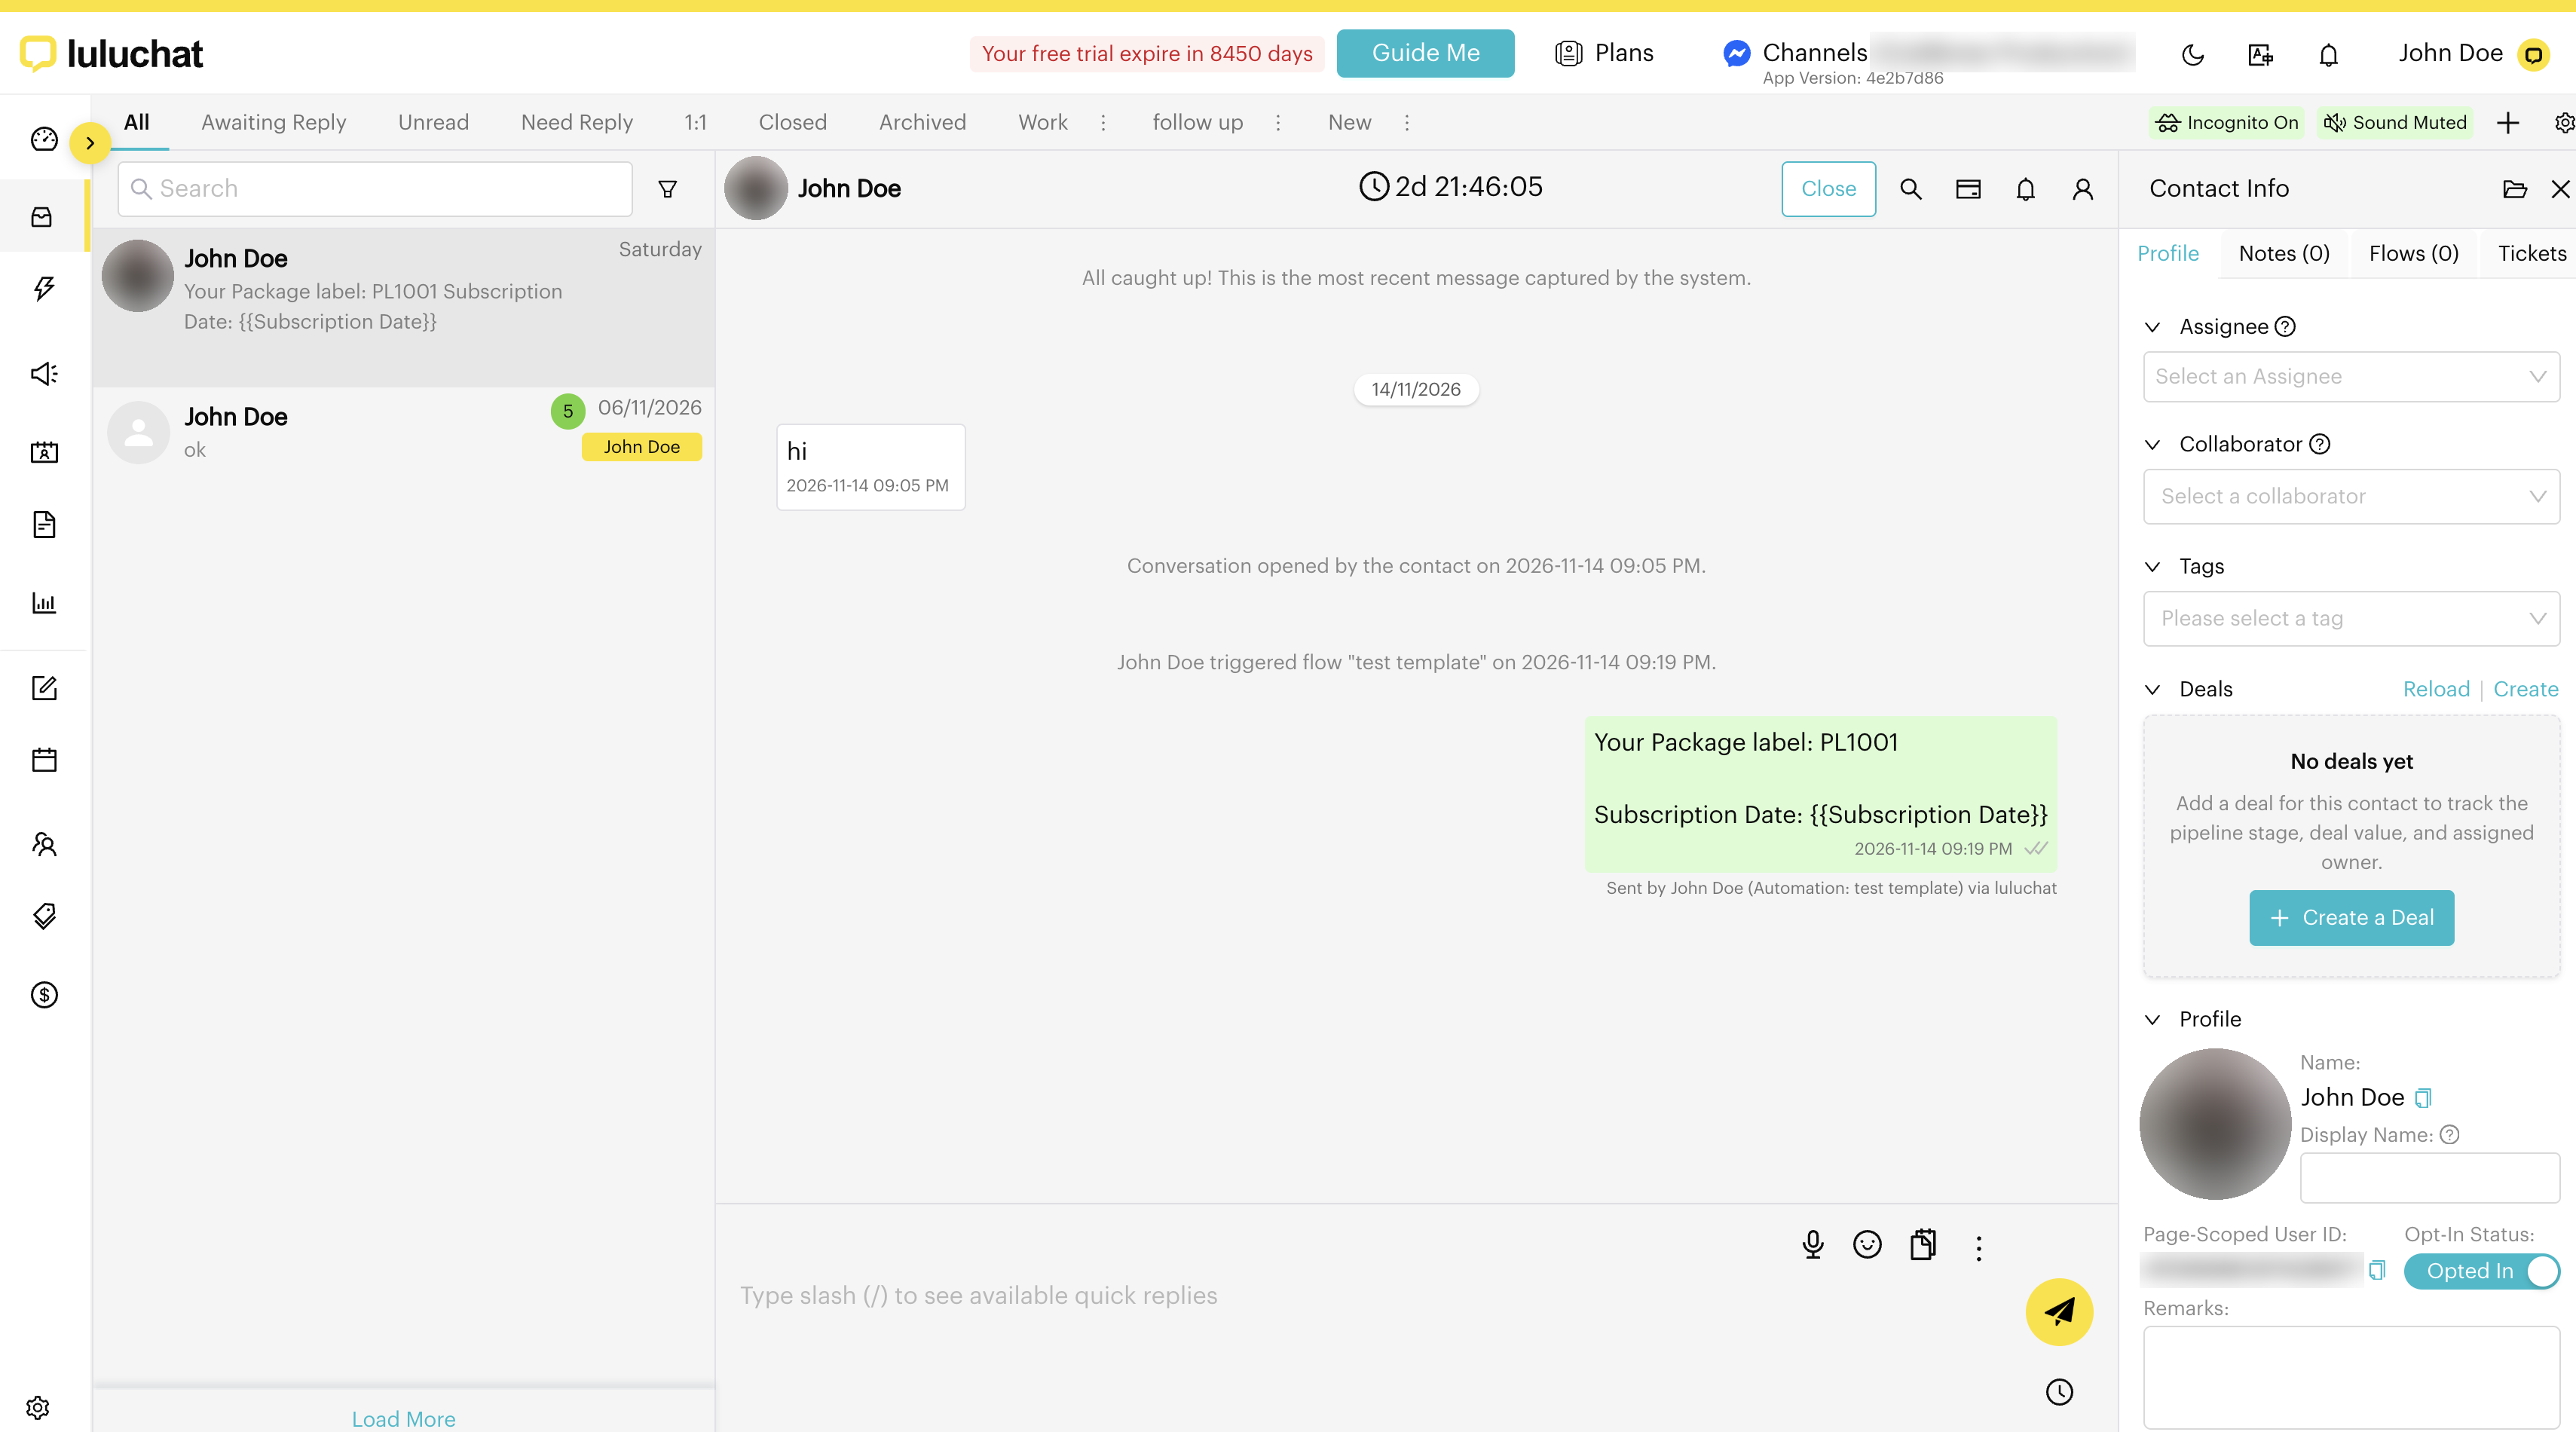 luluchat
Your free trial expire in 8450 days
Guide Me
Plans
Channels
App Version: 4e2b7d86
John Doe
All
Awaiting Reply
Unread
Need Reply
1:1
Closed
Archived
Work
follow up
New
Incognito On
Sound Muted
Search
John Doe
Saturday
Your Package label: PL1001 Subscription
Date: {{Subscription Date}}
John Doe
5
06/11/2026
ok
John Doe
Load More
John Doe
2d 21:46:05
Close
All caught up! This is the most recent message captured by the system.
14/11/2026
hi
2026-11-14 09:05 PM
Conversation opened by the contact on 2026-11-14 09:05 PM.
John Doe triggered flow "test template" on 2026-11-14 09:19 PM.
Your Package label: PL1001
Subscription Date: {{Subscription Date}}
2026-11-14 09:19 PM
Sent by John Doe (Automation: test template) via luluchat
Type slash (/) to see available quick replies
Contact Info
Profile
Notes (0)
Flows (0)
Tickets
Assignee
Select an Assignee
Collaborator
Select a collaborator
Tags
Please select a tag
Deals
Reload | Create
No deals yet
Add a deal for this contact to track the
pipeline stage, deal value, and assigned
owner.
+ Create a Deal
Profile
Name:
John Doe
Display Name:
Page-Scoped User ID:
Opt-In Status:
Opted In
Remarks: